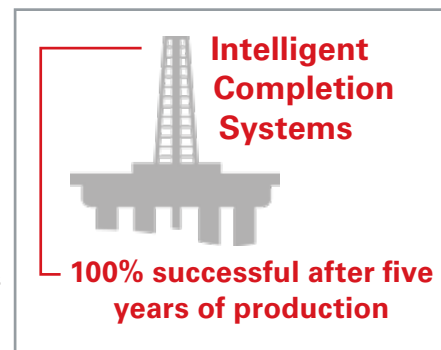 Intelligent
Completion
Systems
100% successful after five
years of production